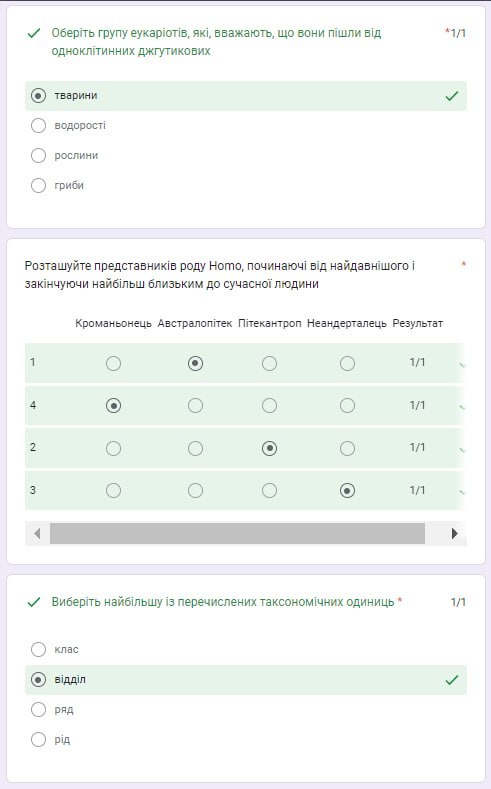 Оберіть групу еукаріотів, які, вважають, що вони пішли від *1/1
одноклітинних джгутикових
тварини
водорості
рослини
гриби
Розташуйте представників роду Homo, починаючі від найдавнішого і *
закінчуючи найбільш близьким до сучасної людини
Кроманьонець Австралопітек Пітекантроп Неандерталець Результат
1 1/1
4 1/1
2 1/1
3 1/1
Виберіть найбільшу із перечислених таксономічних одиниць * 1/1
клас
відділ
ряд
рід